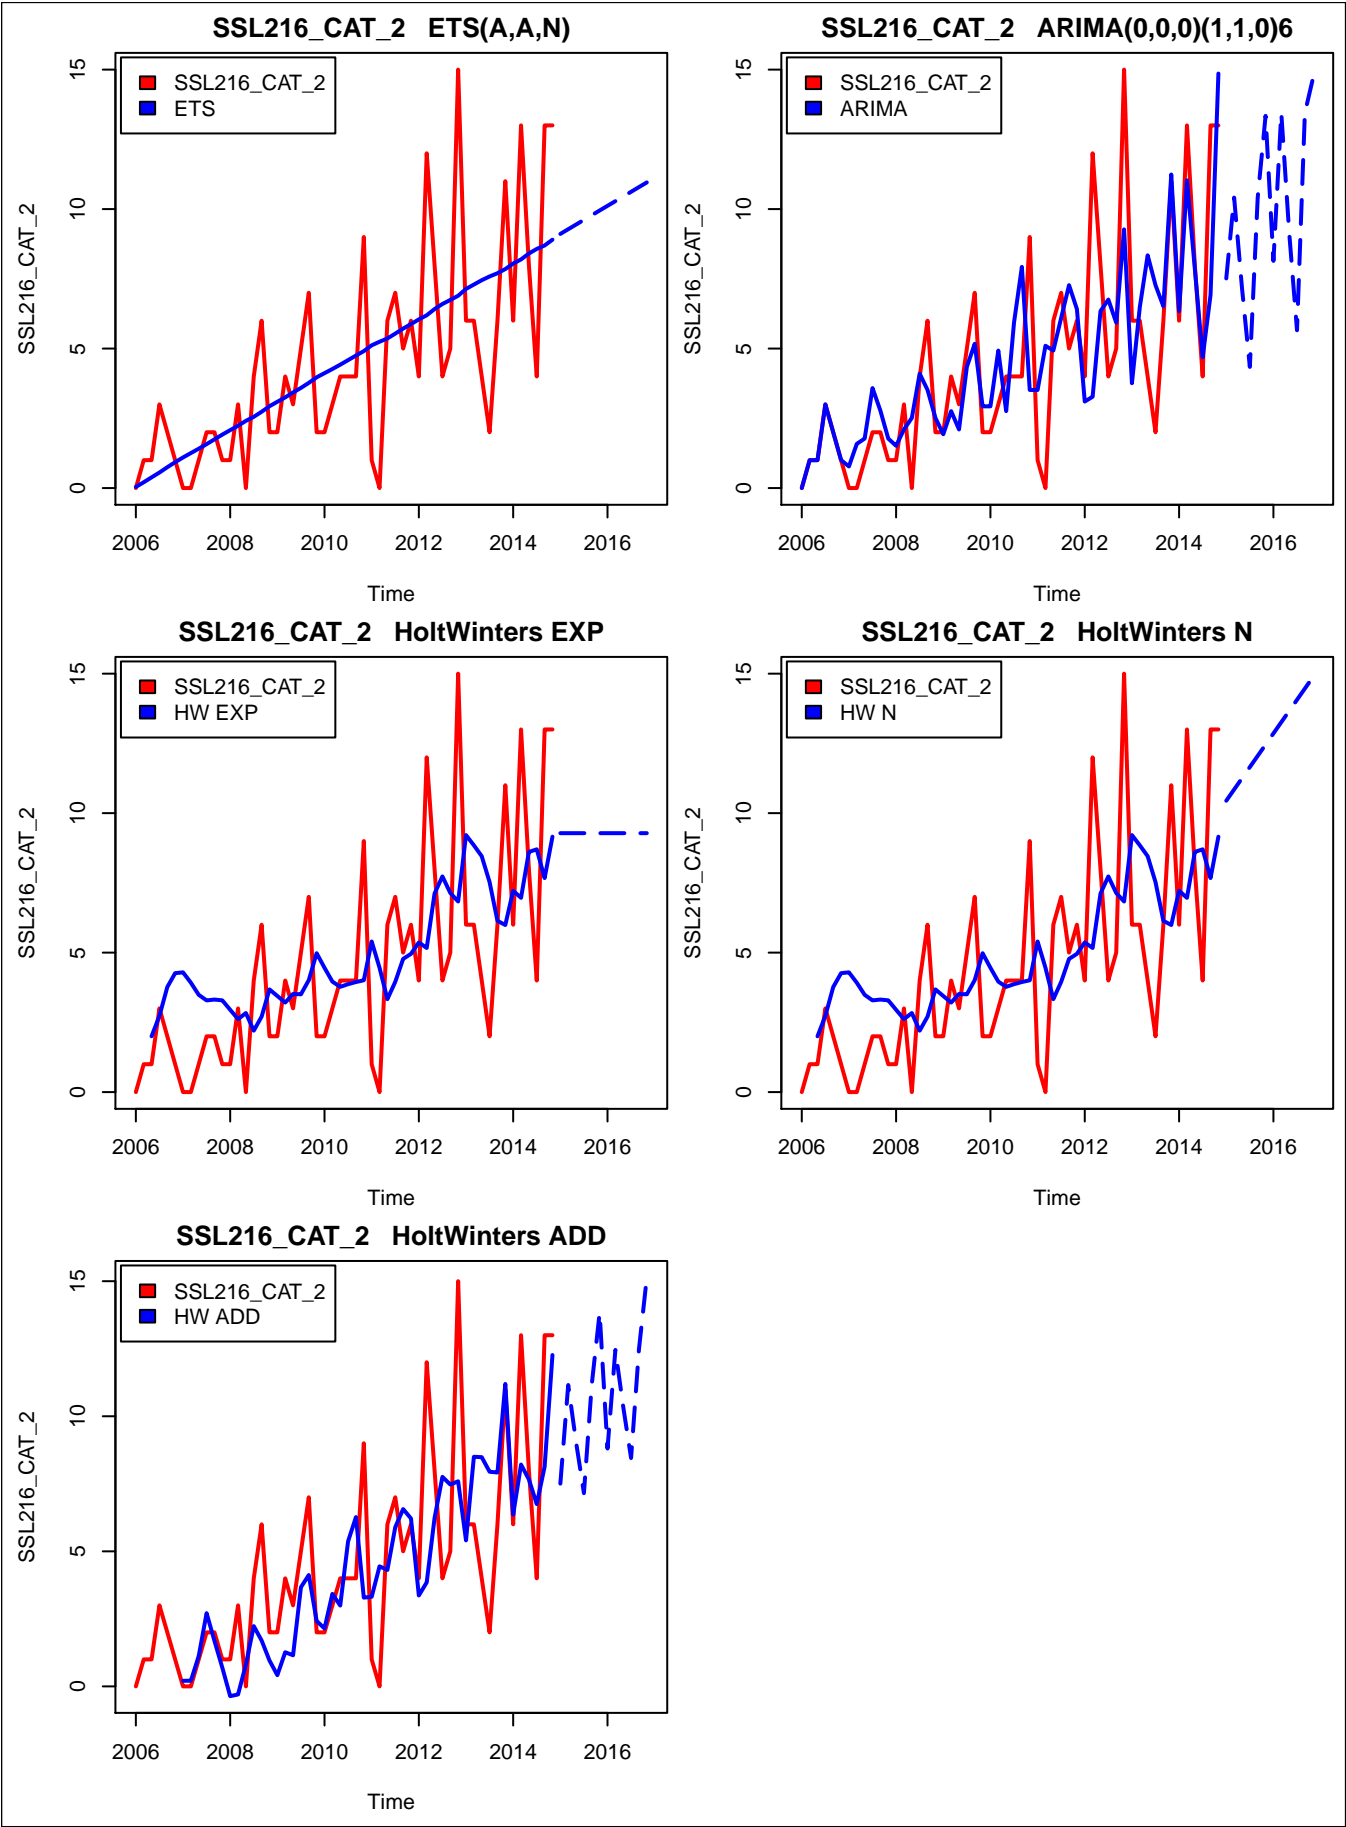 SSL216_CAT_2 ETS(A,A,N)
SSL216_CAT_2
ETS
SSL216_CAT_2
0 5 10 15
2006 2008 2010 2012 2014 2016
Time
SSL216_CAT_2 ARIMA(0,0,0)(1,1,0)6
SSL216_CAT_2
ARIMA
SSL216_CAT_2
0 5 10 15
2006 2008 2010 2012 2014 2016
Time
SSL216_CAT_2 HoltWinters EXP
SSL216_CAT_2
HW EXP
SSL216_CAT_2
0 5 10 15
2006 2008 2010 2012 2014 2016
Time
SSL216_CAT_2 HoltWinters N
SSL216_CAT_2
HW N
SSL216_CAT_2
0 5 10 15
2006 2008 2010 2012 2014 2016
Time
SSL216_CAT_2 HoltWinters ADD
SSL216_CAT_2
HW ADD
SSL216_CAT_2
0 5 10 15
2006 2008 2010 2012 2014 2016
Time